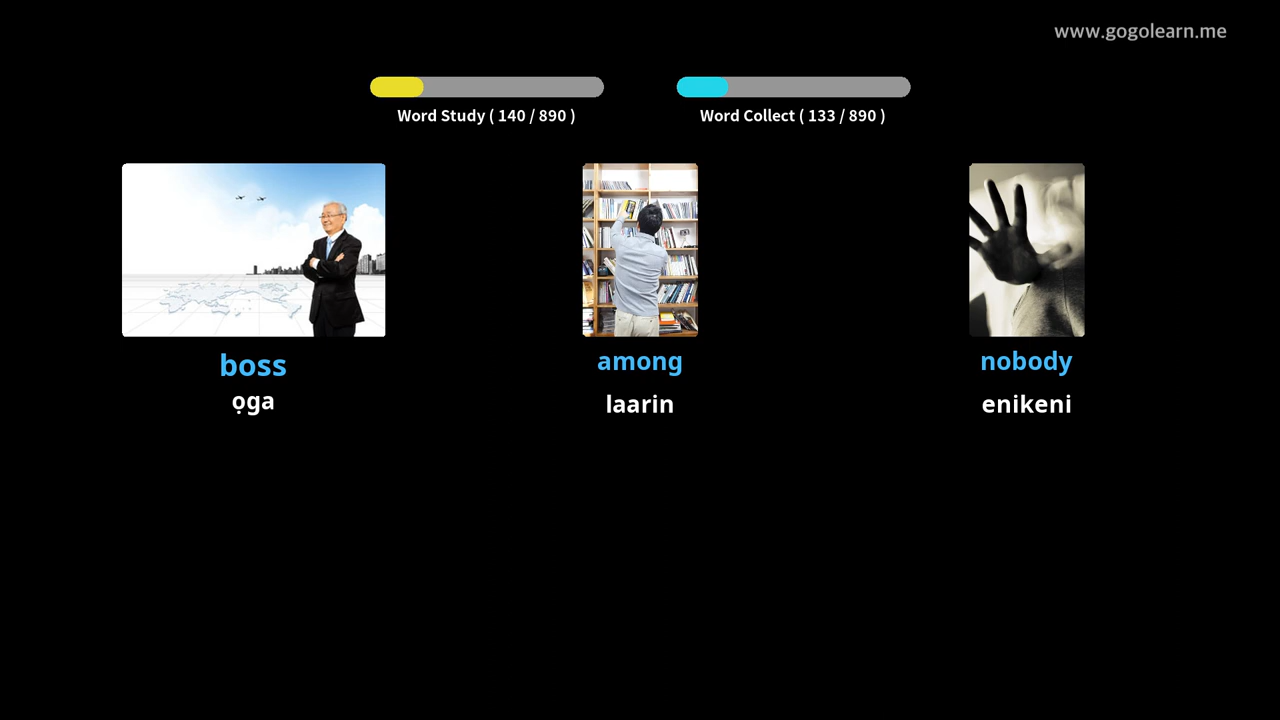 www.gogolearn.me
Word Study ( 140 / 890 )
Word Collect ( 133 / 890 )
boss
ọga
among
laarin
nobody
enikeni